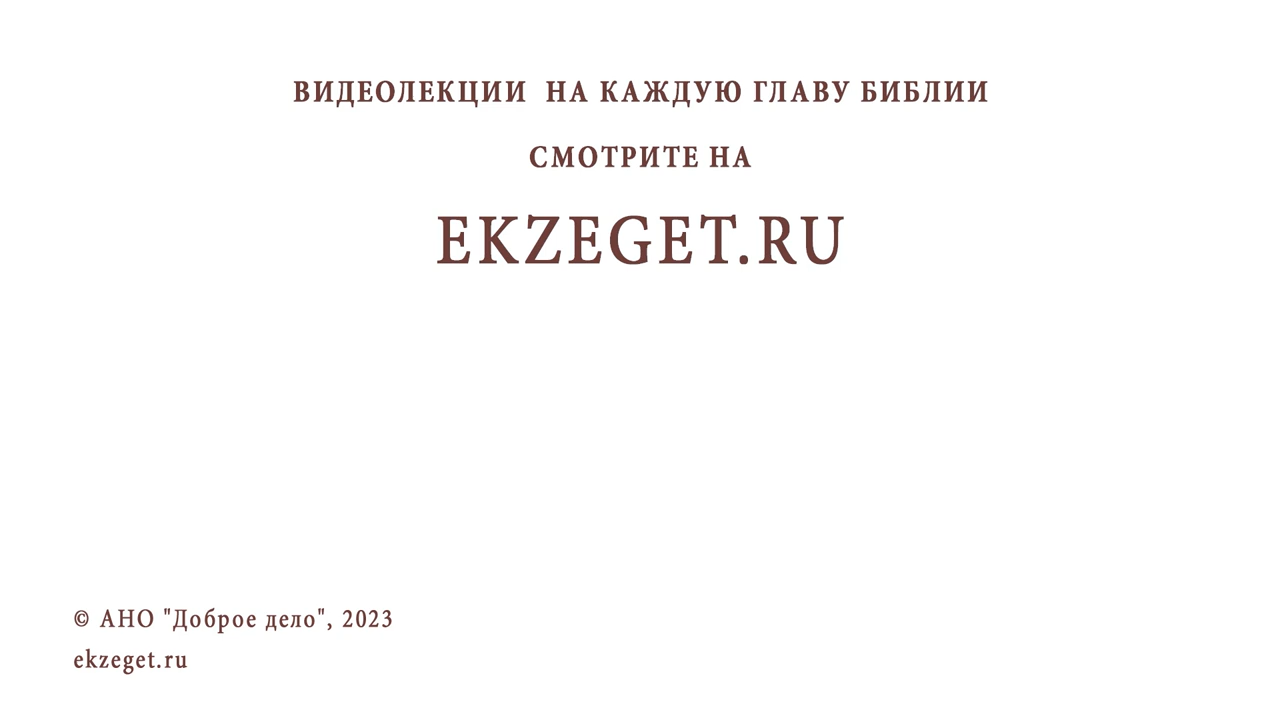 ВИДЕОЛЕКЦИИ НА КАЖДУЮ ГЛАВУ БИБЛИИ
СМОТРИТЕ НА
EKZEGET.RU
© АНО "Доброе дело", 2023
ekzeget.ru